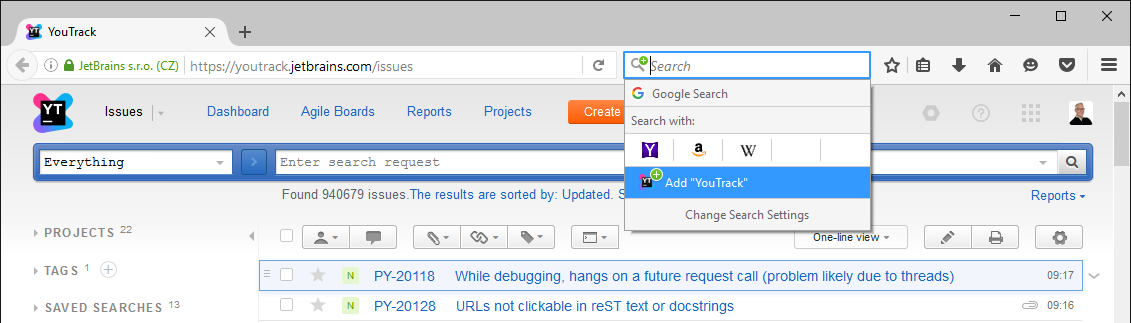 YouTrack
JetBrains s.r.o. (CZ)
https://youtrack.jetbrains.com/issues
Search
Google Search
Search with:
Y
a
W
YT Add "YouTrack"
Change Search Settings
YT
Issues
Dashboard
Agile Boards
Reports
Projects
Create
Everything
Enter search request
Found 940679 issues.The results are sorted by: Updated. S
Reports
PROJECTS 22
One-line view
TAGS 1
N PY-20118 While debugging, hangs on a future request call (problem likely due to threads) 09:17
SAVED SEARCHES 13
N PY-20128 URLs not clickable in reST text or docstrings 09:16